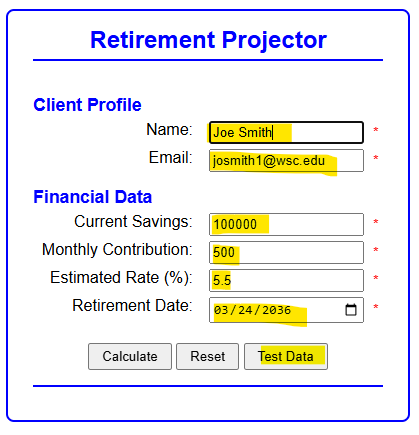 Retirement Projector
Client Profile
Name: Joe Smith *
Email: josmith1@wsc.edu *
Financial Data
Current Savings: 100000 *
Monthly Contribution: 500 *
Estimated Rate (%): 5.5 *
Retirement Date: 03/24/2036 *
Calculate Reset Test Data